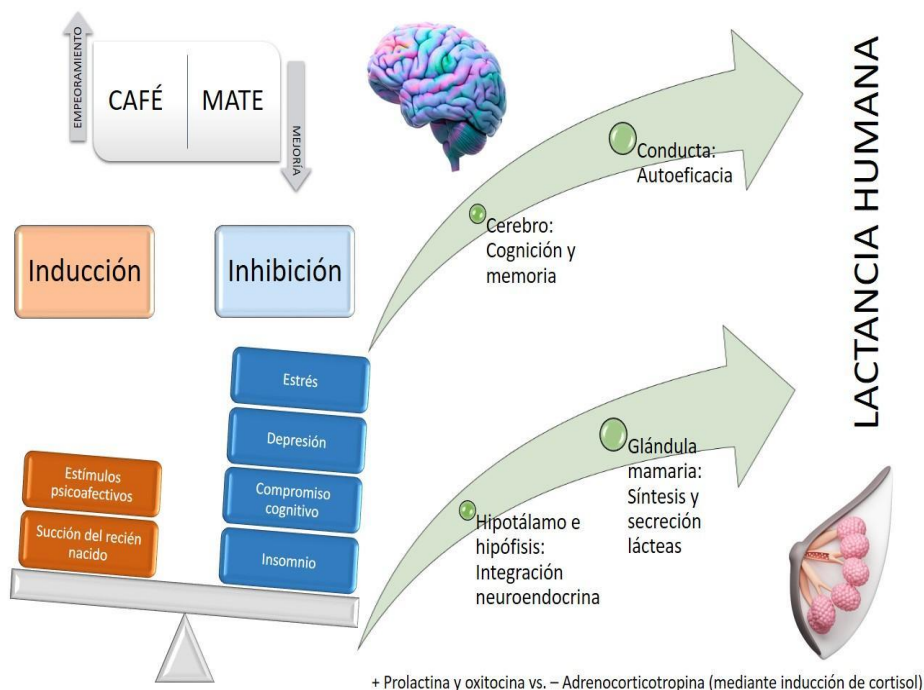 EMPEORAMIENTO
CAFÉ
MATE
MEJORÍA
Inducción
Inhibición
Estrés
Depresión
Compromiso
cognitivo
Insomnio
Estímulos
psicoafectivos
Succión del recién
nacido
Conducta:
Autoeficacia
Cerebro:
Cognición y
memoria
Glándula
mamaria:
Síntesis y
secreción
lácteas
Hipotálamo e
hipófisis:
Integración
neuroendocrina
LACTANCIA HUMANA
+ Prolactina y oxitocina vs. – Adrenocorticotropina (mediante inducción de cortisol)